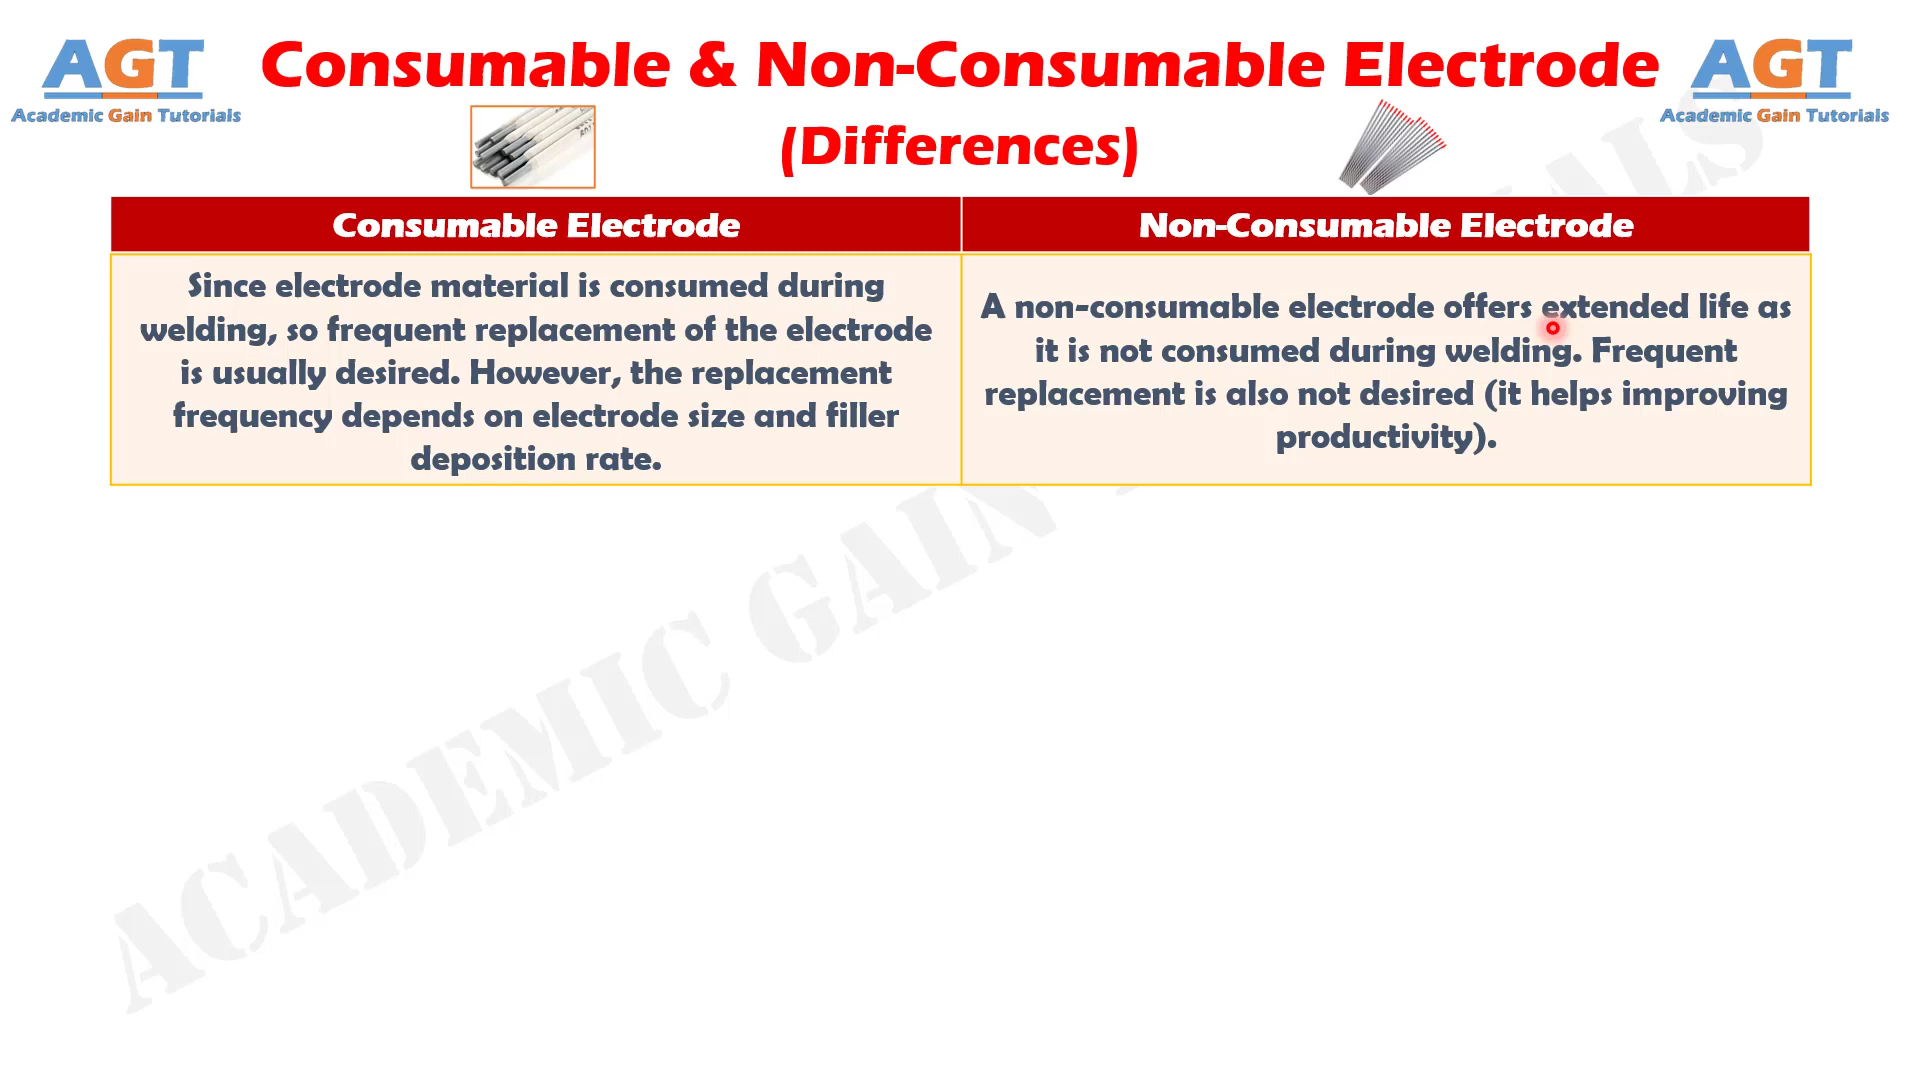 AGT
Academic Gain Tutorials
Consumable & Non-Consumable Electrode
(Differences)
AGT
Academic Gain Tutorials
Consumable Electrode
Non-Consumable Electrode
Since electrode material is consumed during
welding, so frequent replacement of the electrode
is usually desired. However, the replacement
frequency depends on electrode size and filler
deposition rate.
A non-consumable electrode offers extended life as
it is not consumed during welding. Frequent
replacement is also not desired (it helps improving
productivity).
ACADEMIC GAIN